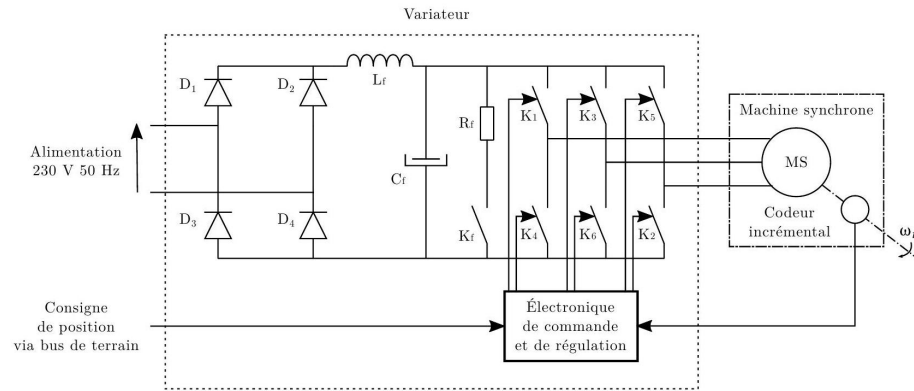 Variateur
D1
D2
Lf
Cf
Rf
Kf
K1
K3
K5
D3
D4
K4
K6
K2
Alimentation
230 V 50 Hz
Machine synchrone
MS
Codeur
incrémental
Consigne
de position
via bus de terrain
Électronique
de commande
et de régulation